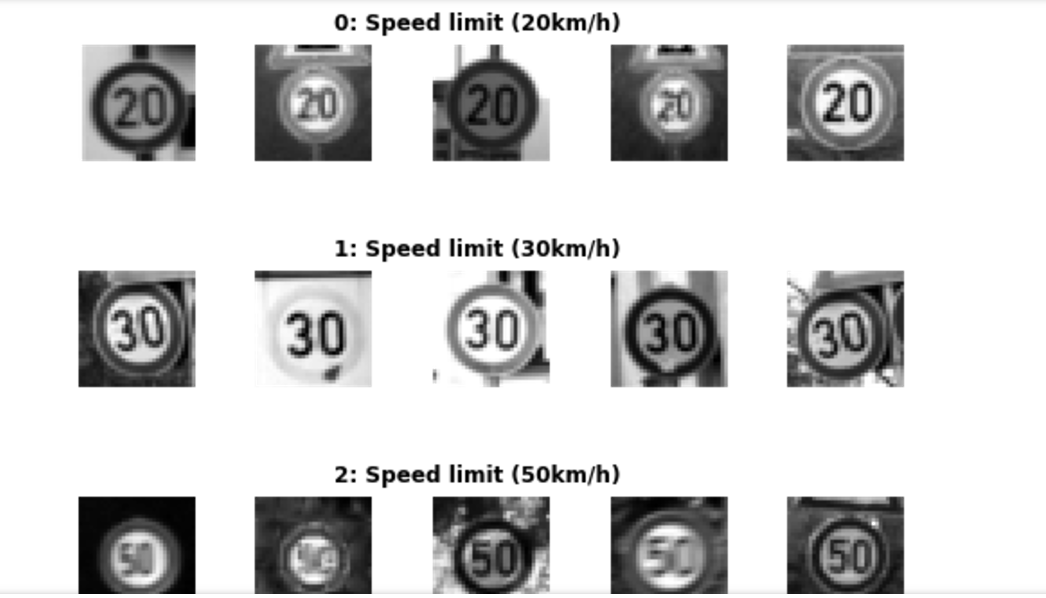 0: Speed limit (20km/h)
20 20 20 20 20
1: Speed limit (30km/h)
30 30 30 30 30
2: Speed limit (50km/h)
50 50 50 50 50